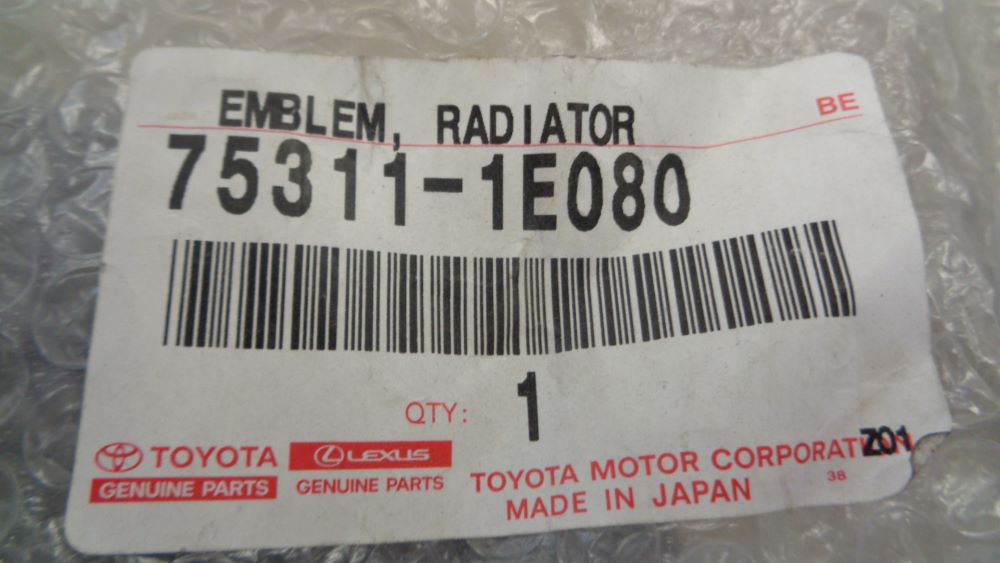 BE
EMBLEM, RADIATOR
75311-1E080
QTY: 1
TOYOTA
GENUINE PARTS
LEXUS
GENUINE PARTS
TOYOTA MOTOR CORPORATI
Z01
MADE IN JAPAN
38